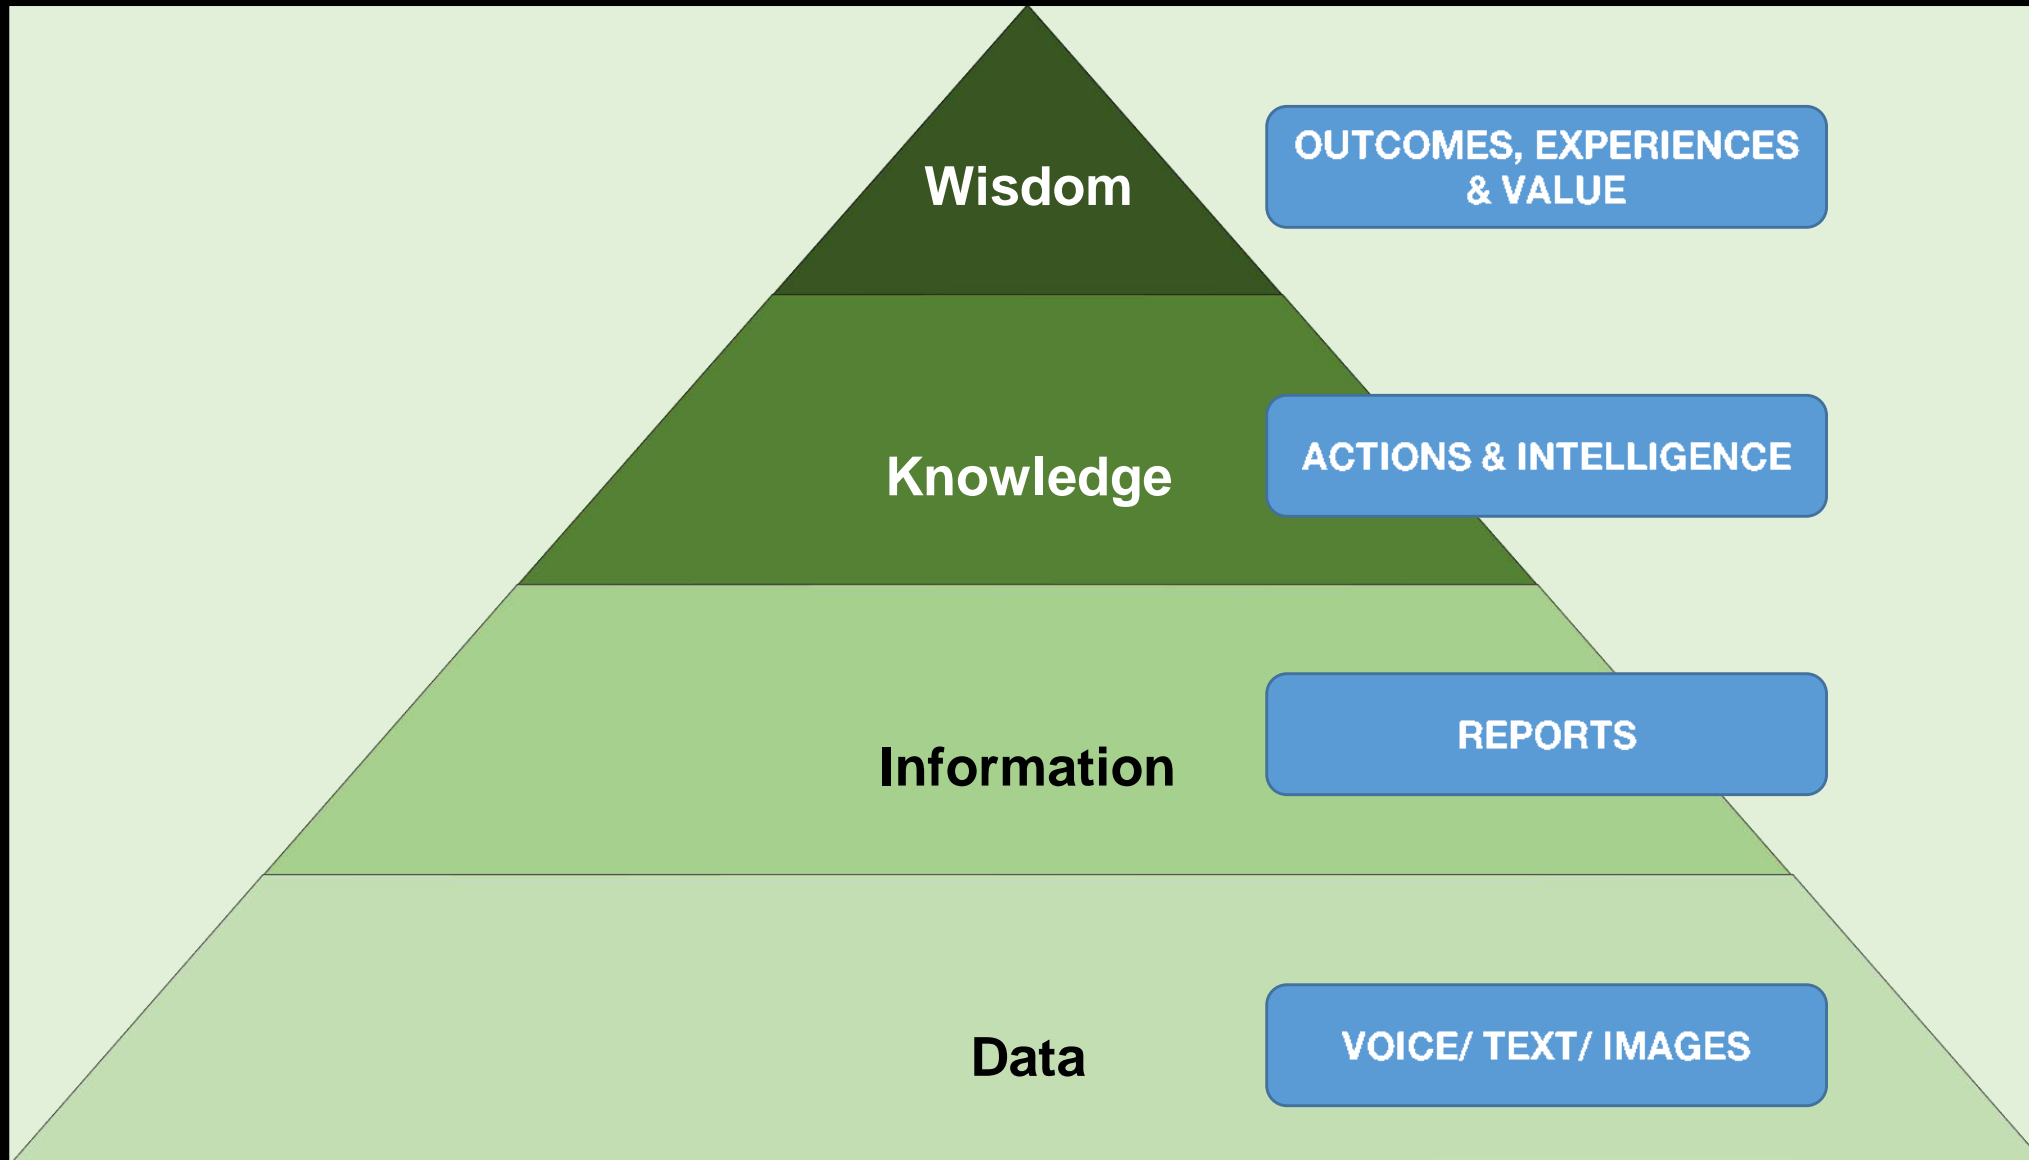 Wisdom
OUTCOMES, EXPERIENCES
& VALUE
Knowledge
ACTIONS & INTELLIGENCE
Information
REPORTS
Data
VOICE/ TEXT/ IMAGES